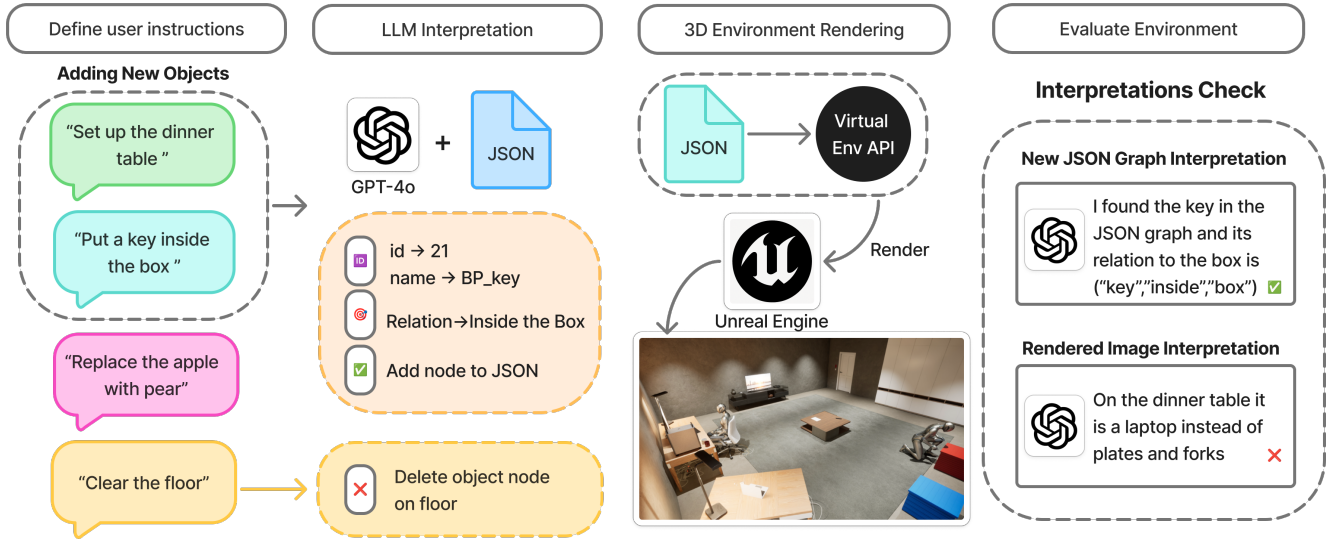 Define user instructions
LLM Interpretation
3D Environment Rendering
Evaluate Environment
Adding New Objects
“Set up the dinner
table ”
“Put a key inside
the box ”
“Replace the apple
with pear”
“Clear the floor”
GPT-4o
+
JSON
ID
id → 21
name → BP_key
Relation→Inside the Box
Add node to JSON
Delete object node
on floor
JSON
Virtual
Env API
Render
Unreal Engine
Interpretations Check
New JSON Graph Interpretation
I found the key in the
JSON graph and its
relation to the box is
(“key”,”inside”,”box”) ✅
Rendered Image Interpretation
On the dinner table it
is a laptop instead of
plates and forks ❌